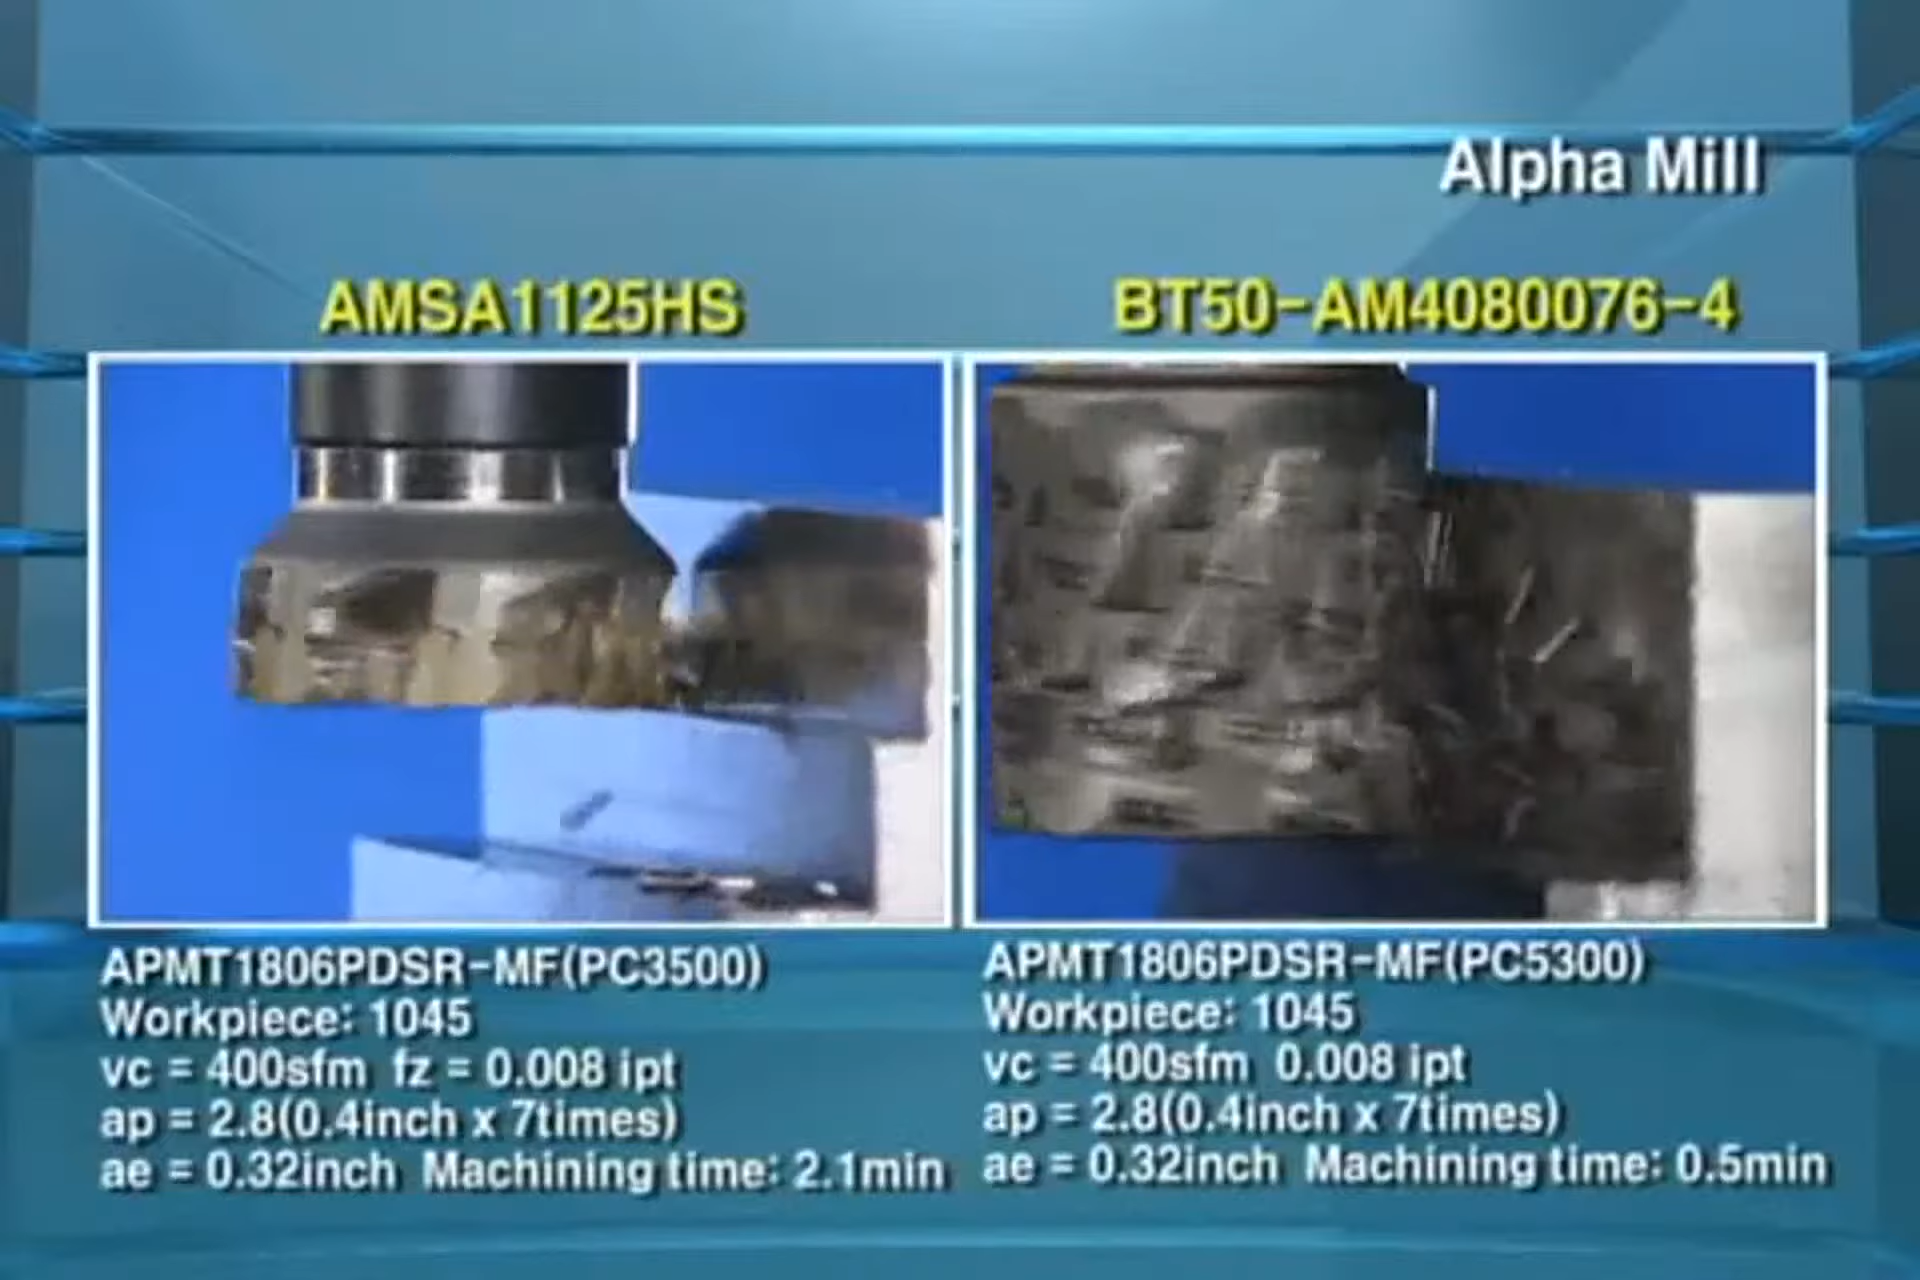 Alpha Mill
AMSA1125HS
BT50-AM4080076-4
APMT1806PDSR-MF(PC3500)
Workpiece: 1045
vc = 400sfm fz = 0.008 ipt
ap = 2.8(0.4inch x 7times)
ae = 0.32inch Machining time: 2.1min
APMT1806PDSR-MF(PC5300)
Workpiece: 1045
vc = 400sfm 0.008 ipt
ap = 2.8(0.4inch x 7times)
ae = 0.32inch Machining time: 0.5min